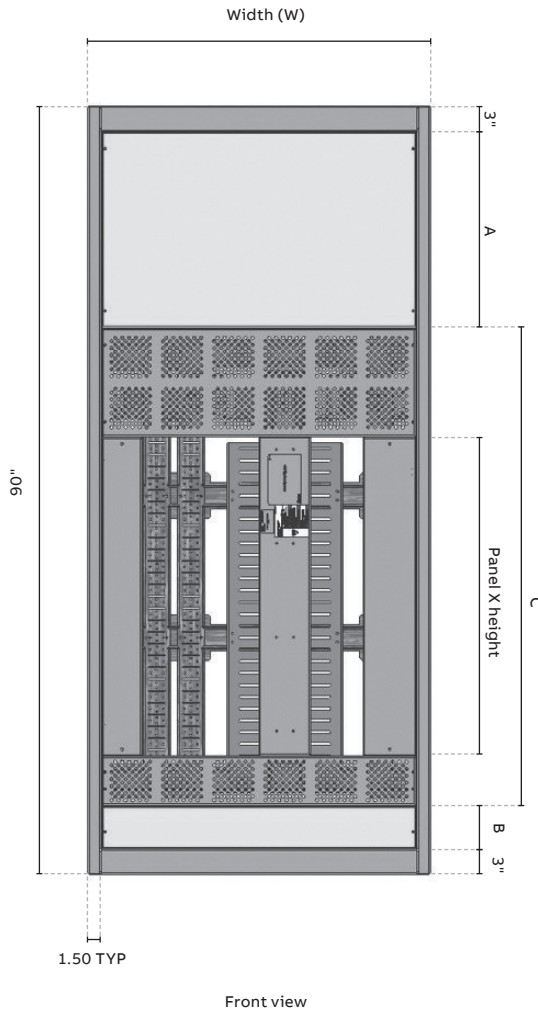 Width (W)
3"
A
90"
Panel X height
C
B
3"
1.50 TYP
Front view